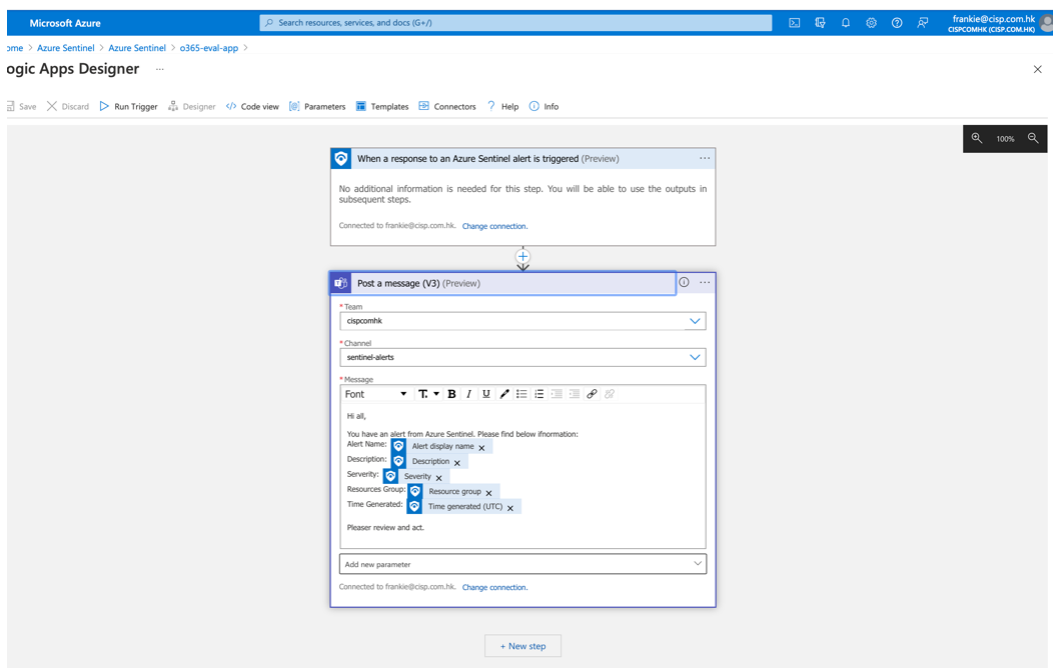 Microsoft Azure
Search resources, services, and docs (G+/)
frankie@cisp.com.hk
CISPCOMHK (CISP.COM.HK)
ome > Azure Sentinel > Azure Sentinel > o365-eval-app >
ogic Apps Designer ...
Save Discard Run Trigger Designer </> Code view [@] Parameters Templates Connectors ? Help Info
100%
When a response to an Azure Sentinel alert is triggered (Preview) ...
No additional information is needed for this step. You will be able to use the outputs in
subsequent steps.
Connected to frankie@cisp.com.hk. Change connection.
Post a message (V3) (Preview) ...
* Team
cispcomhk
* Channel
sentinel-alerts
* Message
Font T. B I U
Hi all,
You have an alert from Azure Sentinel. Please find below ifnormation:
Alert Name: Alert display name x
Description: Description x
Serverity: Severity x
Resources Group: Resource group x
Time Generated: Time generated (UTC) x
Pleaser review and act.
Add new parameter
Connected to frankie@cisp.com.hk. Change connection.
+ New step